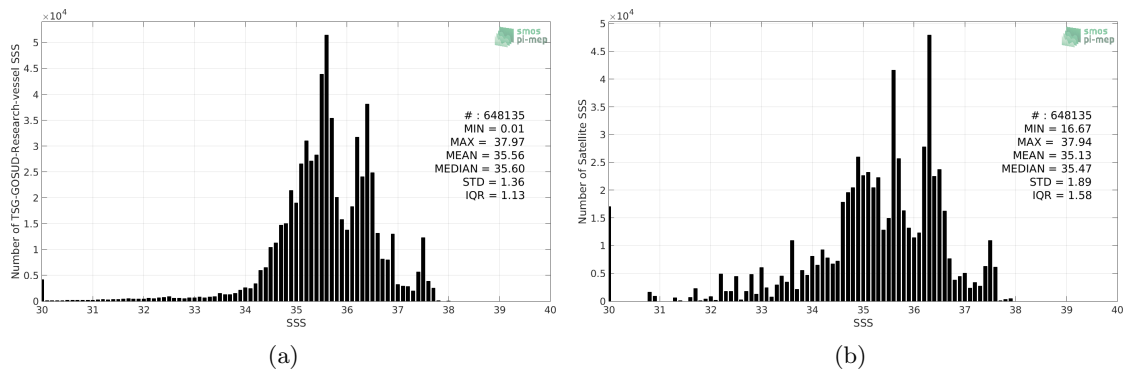 ×10⁴
5
4.5
4
3.5
3
2.5
2
1.5
1
0.5
0
Number of TSG-GOSUD-Research-vessel SSS
30 31 32 33 34 35 36 37 38 39 40
SSS
smos
pi-mep
# : 648135
MIN = 0.01
MAX = 37.97
MEAN = 35.56
MEDIAN = 35.60
STD = 1.36
IQR = 1.13
(a)
×10⁴
5
4.5
4
3.5
3
2.5
2
1.5
1
0.5
0
Number of Satellite SSS
30 31 32 33 34 35 36 37 38 39 40
SSS
smos
pi-mep
# : 648135
MIN = 16.67
MAX = 37.94
MEAN = 35.13
MEDIAN = 35.47
STD = 1.89
IQR = 1.58
(b)